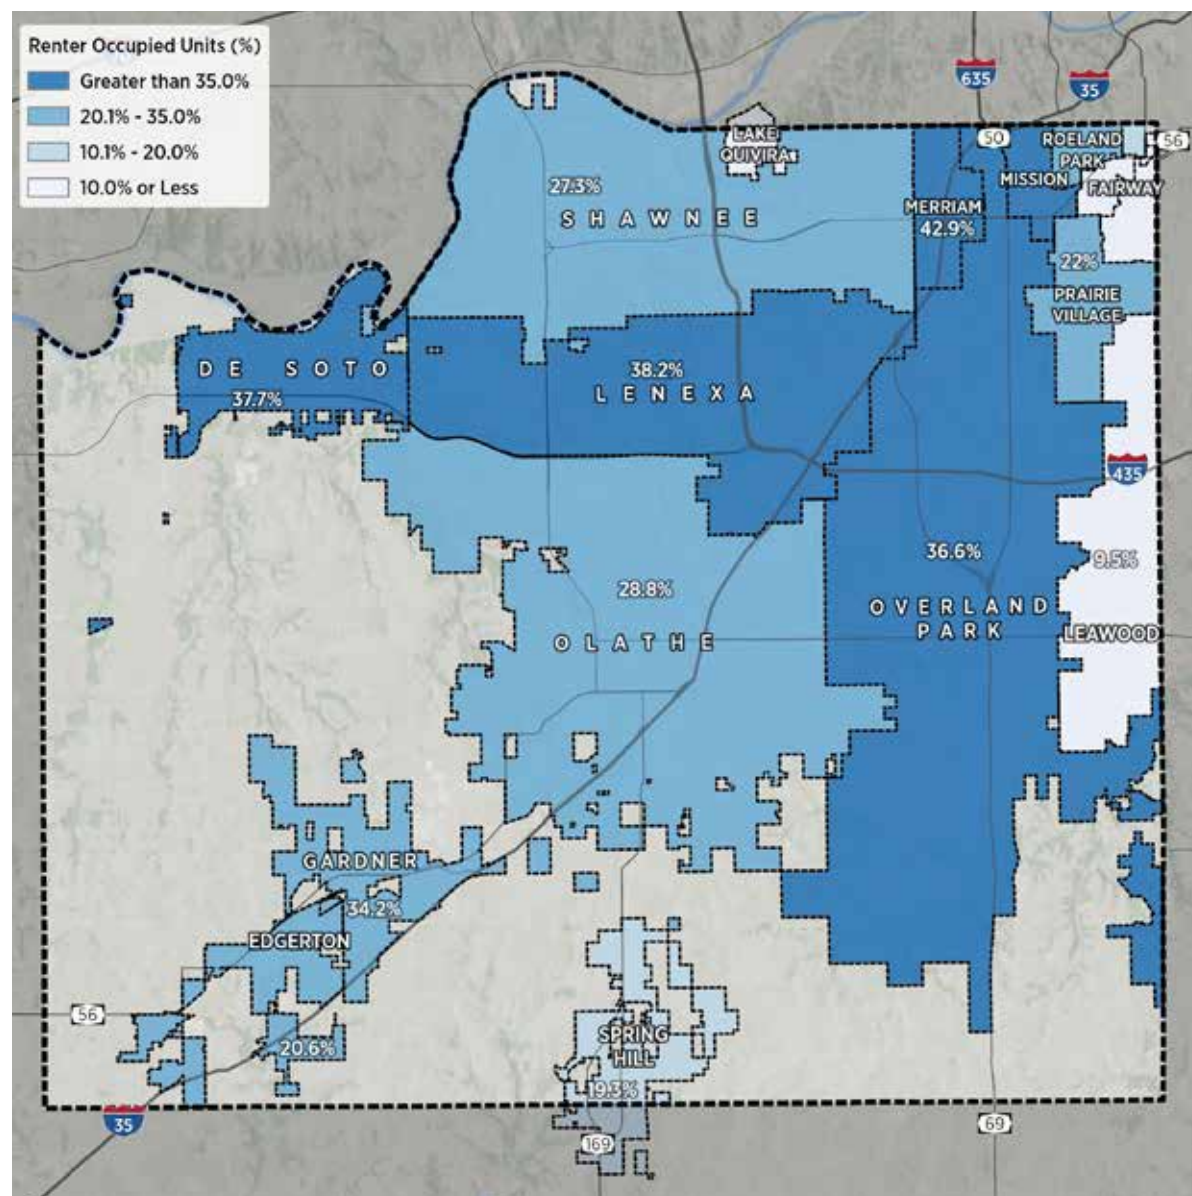 Renter Occupied Units (%)
Greater than 35.0%
20.1% - 35.0%
10.1% - 20.0%
10.0% or Less
635
35
50
56
LAKE
QUIVIRA
ROELAND
PARK
MISSION
FAIRWAY
27.3%
SHAWNEE
MERRIAM
42.9%
22%
PRAIRIE
VILLAGE
DE SOTO
37.7%
38.2%
LENEXA
435
36.6%
9.5%
28.8%
OVERLAND
PARK
LEAWOOD
OLATHE
GARDNER
34.2%
EDGERTON
56
20.6%
SPRING
HILL
19.3%
35
169
69